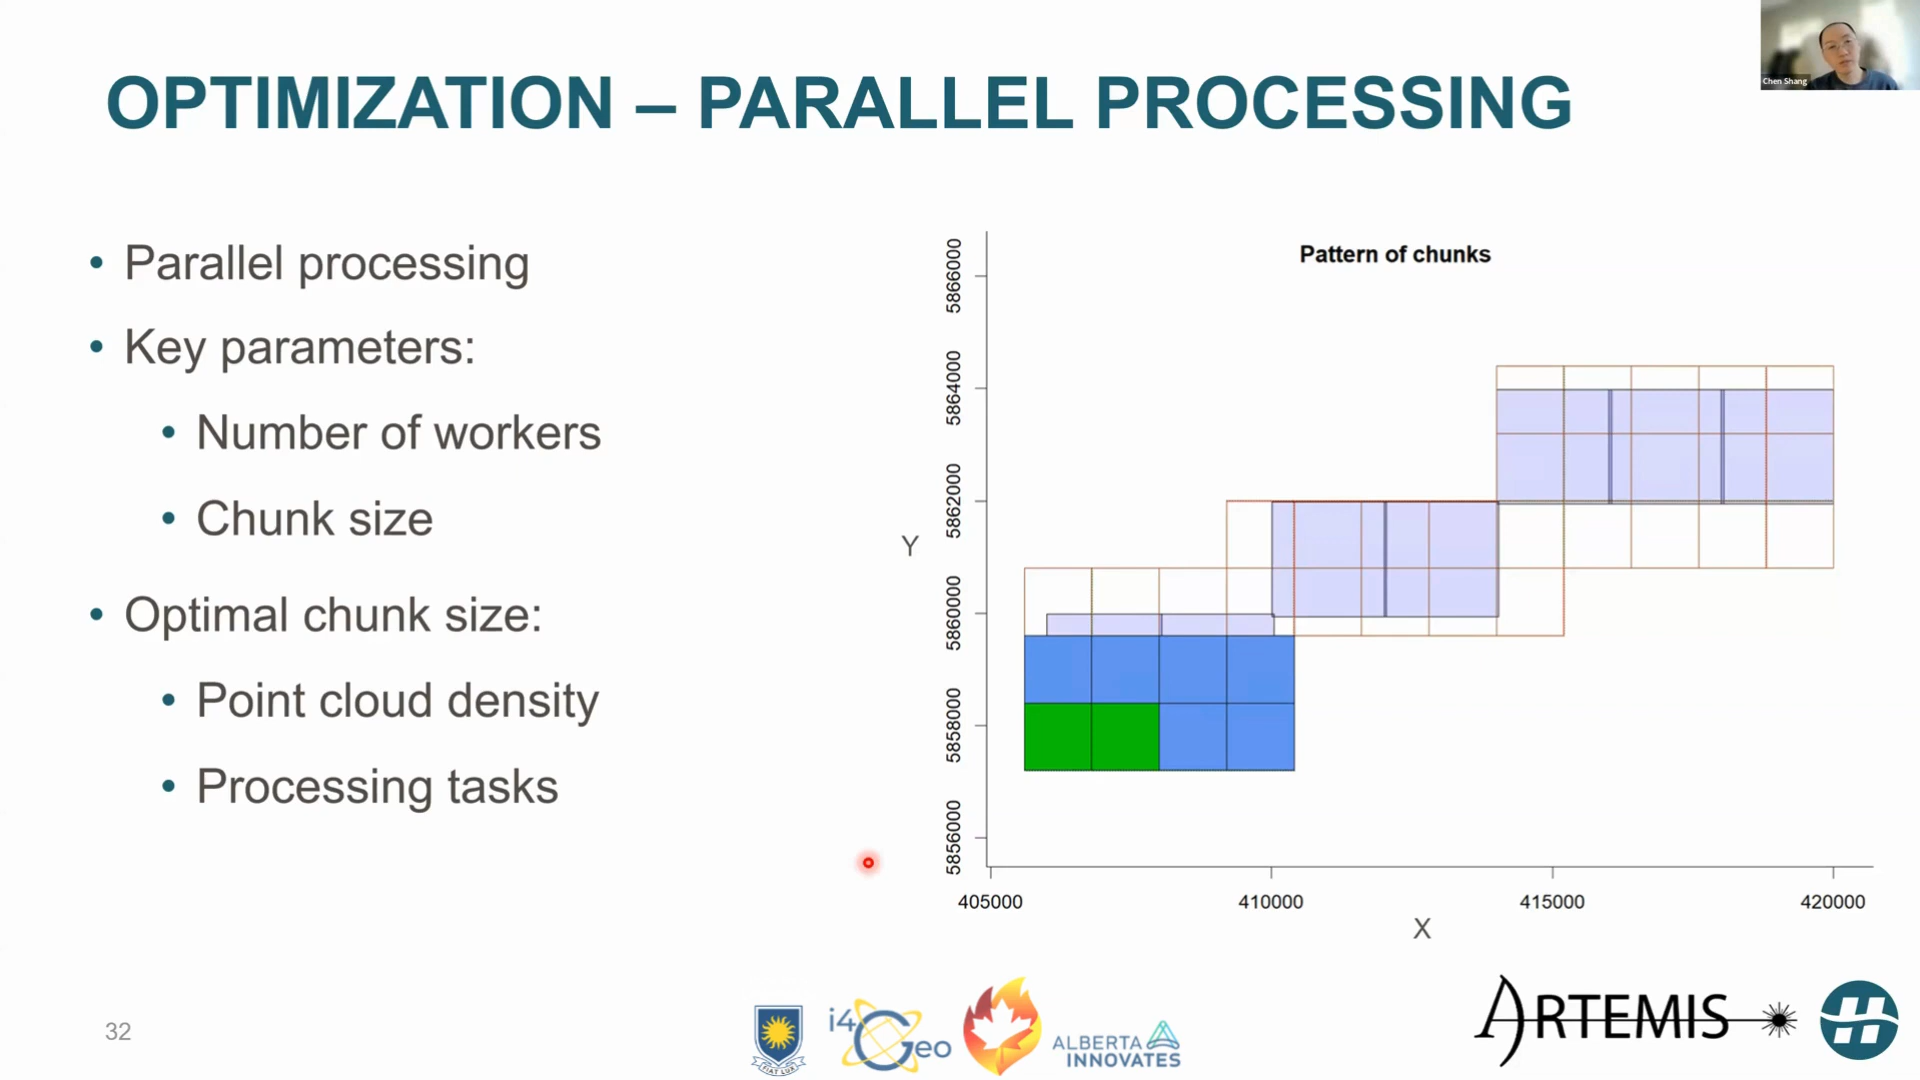 Chen Shang
OPTIMIZATION – PARALLEL PROCESSING
• Parallel processing
• Key parameters:
• Number of workers
• Chunk size
• Optimal chunk size:
• Point cloud density
• Processing tasks
Pattern of chunks
5866000
5864000
5862000
5860000
5858000
5856000
Y
405000
410000
415000
420000
X
32
FIAT LUX
i4Geo
ALBERTA
INNOVATES
ARTEMIS